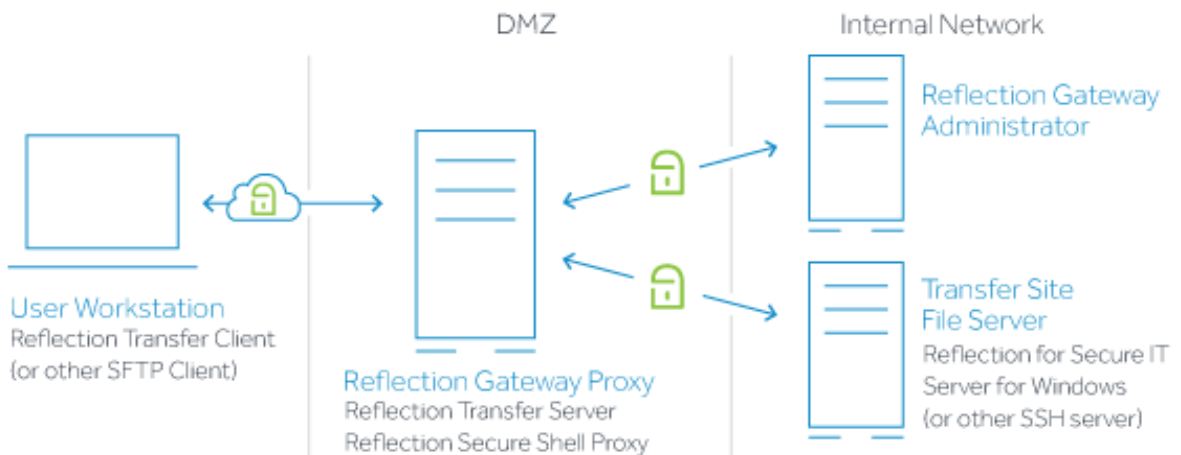 DMZ
Internal Network
Reflection Gateway
Administrator
User Workstation
Reflection Transfer Client
(or other SFTP Client)
Reflection Gateway Proxy
Reflection Transfer Server
Reflection Secure Shell Proxy
Transfer Site
File Server
Reflection for Secure IT
Server for Windows
(or other SSH server)